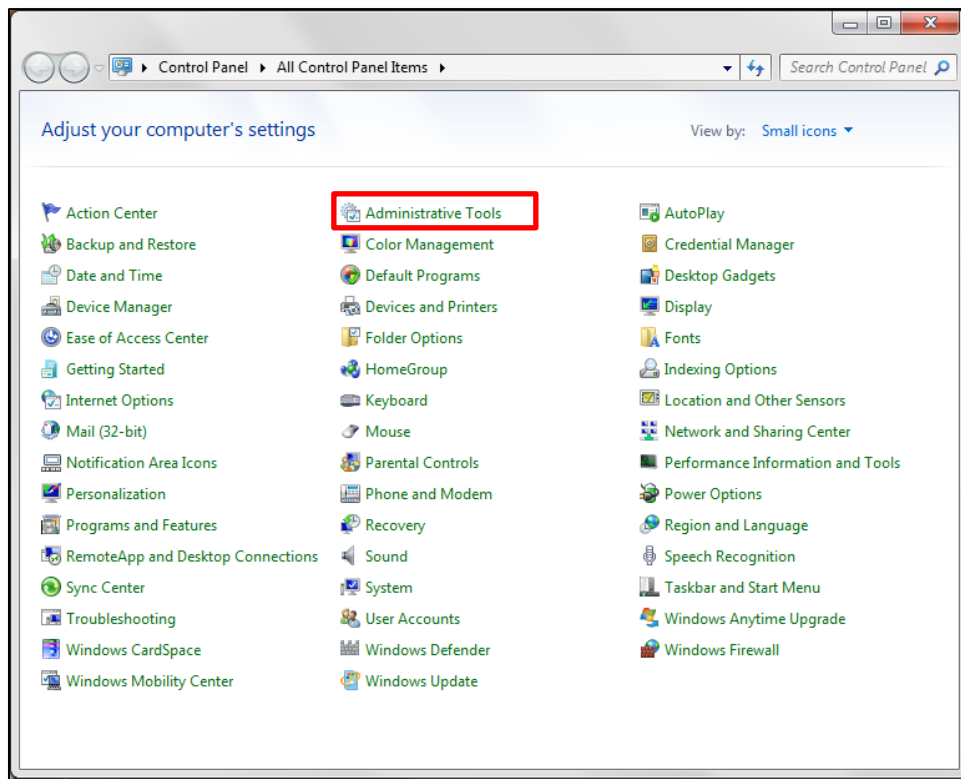 Control Panel All Control Panel Items Search Control Panel
Adjust your computer's settings View by: Small icons
Action Center Administrative Tools AutoPlay
Backup and Restore Color Management Credential Manager
Date and Time Default Programs Desktop Gadgets
Device Manager Devices and Printers Display
Ease of Access Center Folder Options Fonts
Getting Started HomeGroup Indexing Options
Internet Options Keyboard Location and Other Sensors
Mail (32-bit) Mouse Network and Sharing Center
Notification Area Icons Parental Controls Performance Information and Tools
Personalization Phone and Modem Power Options
Programs and Features Recovery Region and Language
RemoteApp and Desktop Connections Sound Speech Recognition
Sync Center System Taskbar and Start Menu
Troubleshooting User Accounts Windows Anytime Upgrade
Windows CardSpace Windows Defender Windows Firewall
Windows Mobility Center Windows Update